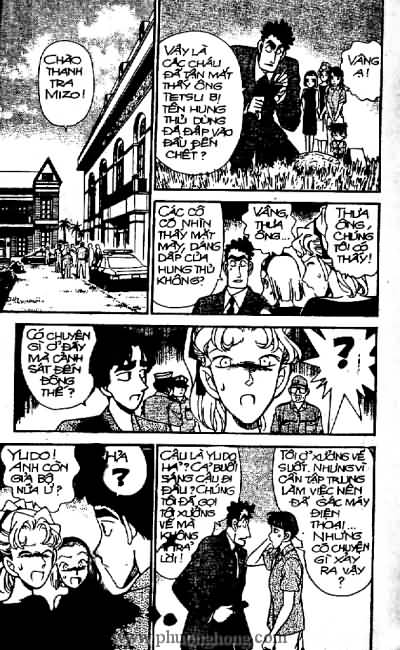 CHÀO
THANH
TRA
MIZO!
VẬY LÀ
CÁC CHÁU
ĐÃ TẬN MẮT
THẤY ÔNG
TETSU BỊ
TÊN HUNG
THỦ DÙNG
ĐÁ ĐẬP VÀO
ĐẦU ĐẾN
CHẾT?
VÂNG
Ạ!
CÁC CÔ
CÓ NHÌN
THẤY MẶT
MÀY, DÁNG
DẤP CỦA
HUNG THỦ
KHÔNG?
VÂNG,
THƯA
ÔNG...
THƯA
ÔNG,
CHÚNG
TÔI CÓ
THẤY!
CÓ CHUYỆN
GÌ Ở ĐÂY
MÀ CẢNH
SÁT ĐẾN
ĐÔNG
THẾ?
?!
YUDO!
ANH CÒN
GIẢ BỘ
NỮA Ư?
HẢ
?
CẬU LÀ YUDO
HẢ? CẢ BUỔI
SÁNG CẬU ĐI
ĐÂU? CHÚNG
TÔI ĐÃ GỌI
TỚI XƯỞNG
VẼ MÀ
KHÔNG
AI TRẢ
LỜI!
TÔI Ở XƯỞNG VẼ
SUỐT. NHƯNG VÌ
CẦN TẬP TRUNG
LÀM VIỆC NÊN
ĐÃ GÁC MÁY
ĐIỆN
THOẠI...
NHƯNG
CÓ CHUYỆN
GÌ XẢY
RA VẬY
?